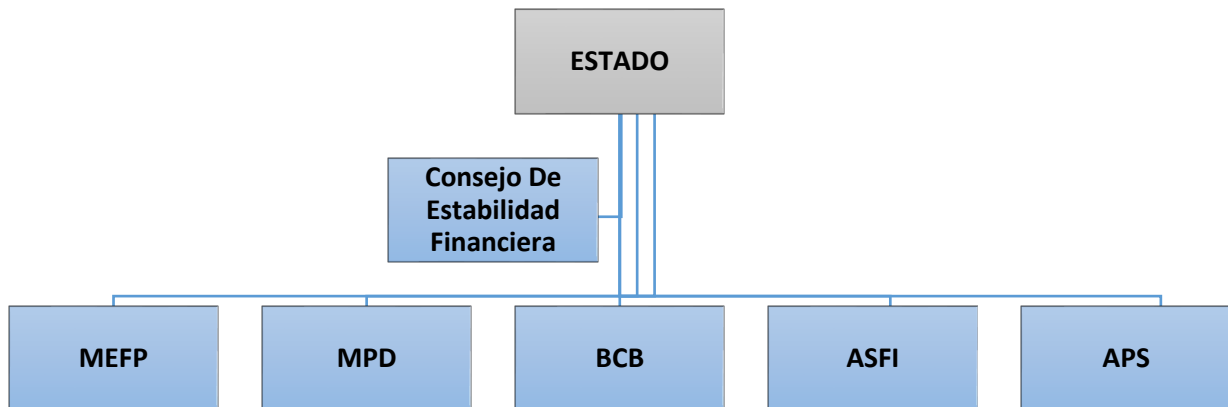 ESTADO
Consejo De
Estabilidad
Financiera
MEFP
MPD
BCB
ASFI
APS